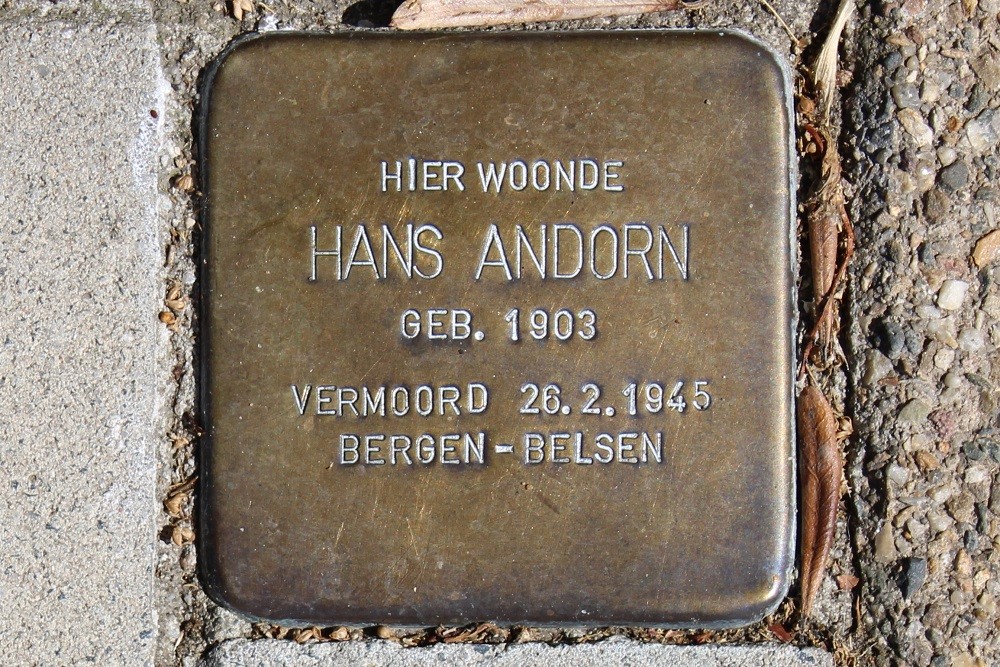 HIER WOONDE
HANS ANDORN
GEB. 1903
VERMOORD 26.2.1945
BERGEN-BELSEN